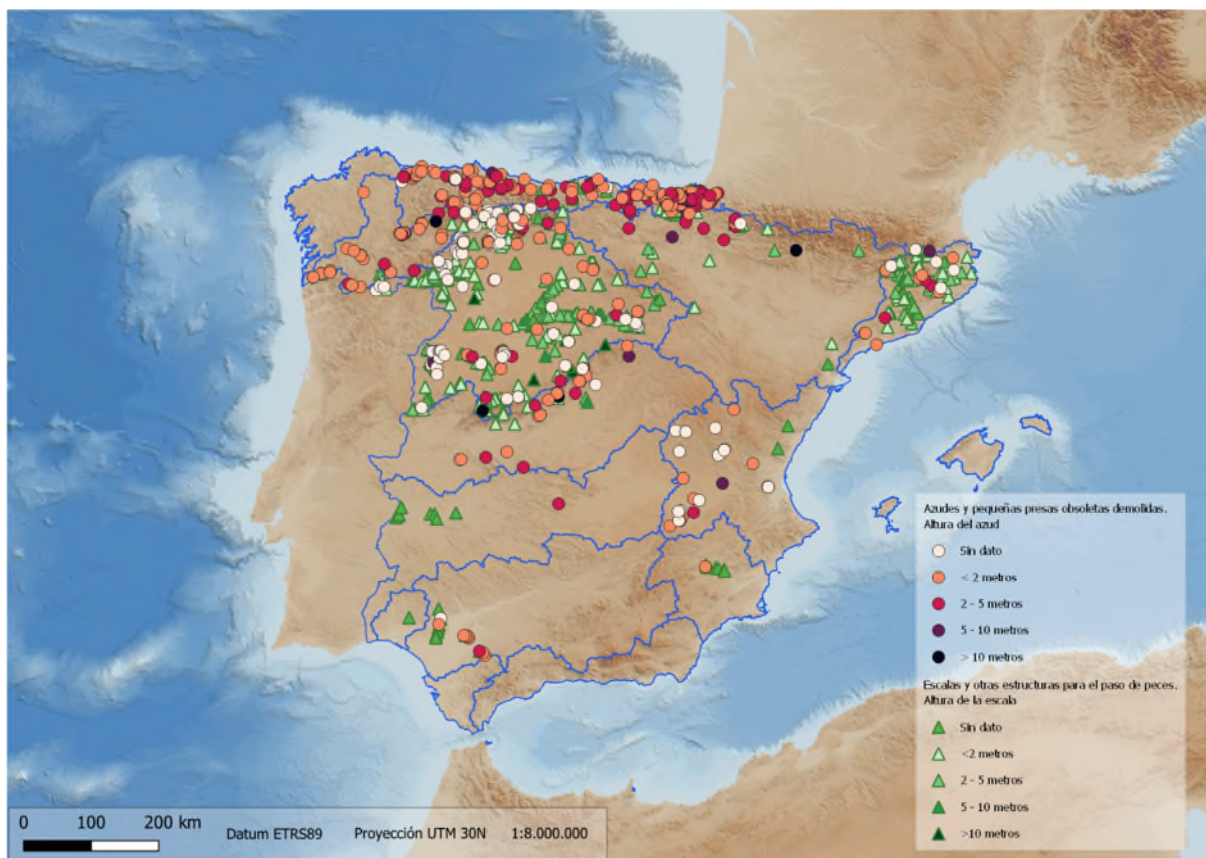 Azudes y pequeñas presas obsoletas demolidas.
Altura del azud
Sin dato
< 2 metros
2 - 5 metros
5 - 10 metros
> 10 metros
Escalas y otras estructuras para el paso de peces.
Altura de la escala
Sin dato
<2 metros
2 - 5 metros
5 - 10 metros
>10 metros
0 100 200 km
Datum ETRS89 Proyección UTM 30N 1:8.000.000